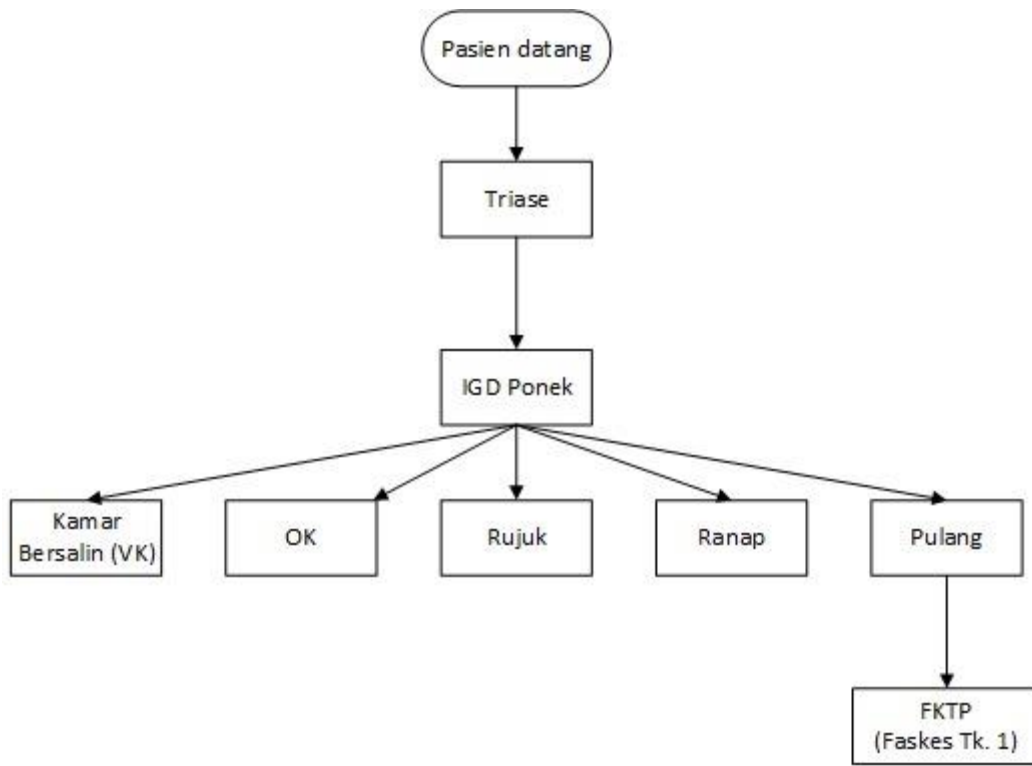 Pasien datang
Triase
IGD Ponek
Kamar
Bersalin (VK)
OK
Rujuk
Ranap
Pulang
FKTP
(Faskes Tk. 1)